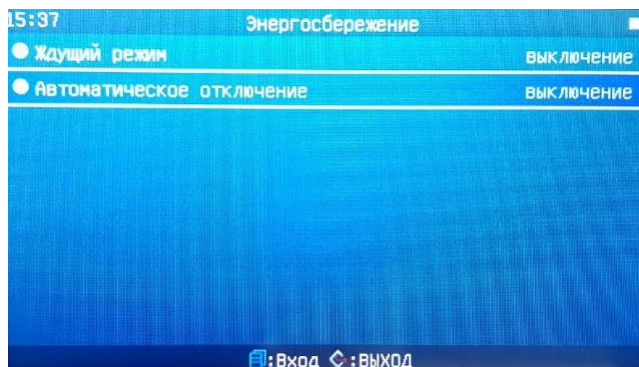 15:37
Энергосбережение
Ждущий режим выключение
Автоматическое отключение выключение
:Вход :ВЫХОД